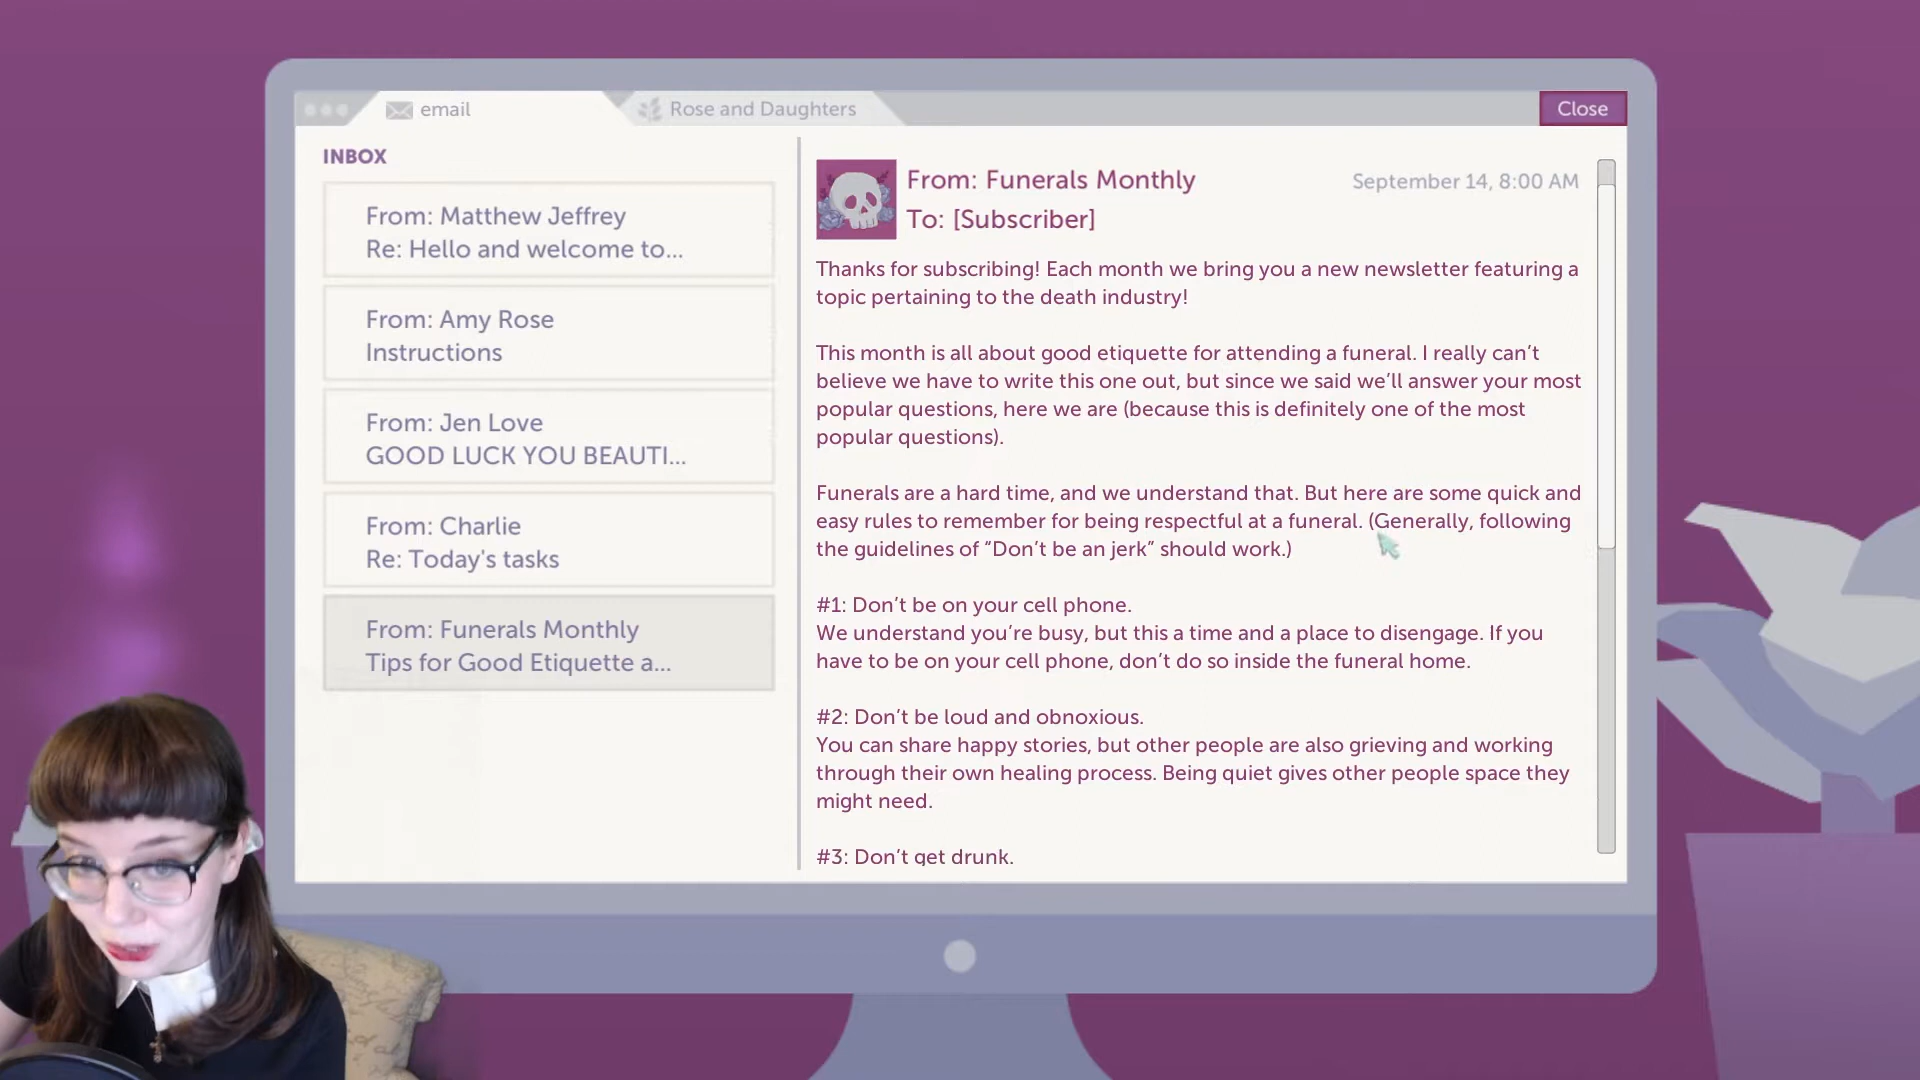 email
Rose and Daughters
Close
INBOX
From: Matthew Jeffrey
Re: Hello and welcome to...
From: Amy Rose
Instructions
From: Jen Love
GOOD LUCK YOU BEAUTI...
From: Charlie
Re: Today's tasks
From: Funerals Monthly
Tips for Good Etiquette a...
From: Funerals Monthly
September 14, 8:00 AM
To: [Subscriber]
Thanks for subscribing! Each month we bring you a new newsletter featuring a
topic pertaining to the death industry!
This month is all about good etiquette for attending a funeral. I really can’t
believe we have to write this one out, but since we said we’ll answer your most
popular questions, here we are (because this is definitely one of the most
popular questions).
Funerals are a hard time, and we understand that. But here are some quick and
easy rules to remember for being respectful at a funeral. (Generally, following
the guidelines of “Don’t be an jerk” should work.)
#1: Don’t be on your cell phone.
We understand you’re busy, but this a time and a place to disengage. If you
have to be on your cell phone, don’t do so inside the funeral home.
#2: Don’t be loud and obnoxious.
You can share happy stories, but other people are also grieving and working
through their own healing process. Being quiet gives other people space they
might need.
#3: Don’t get drunk.